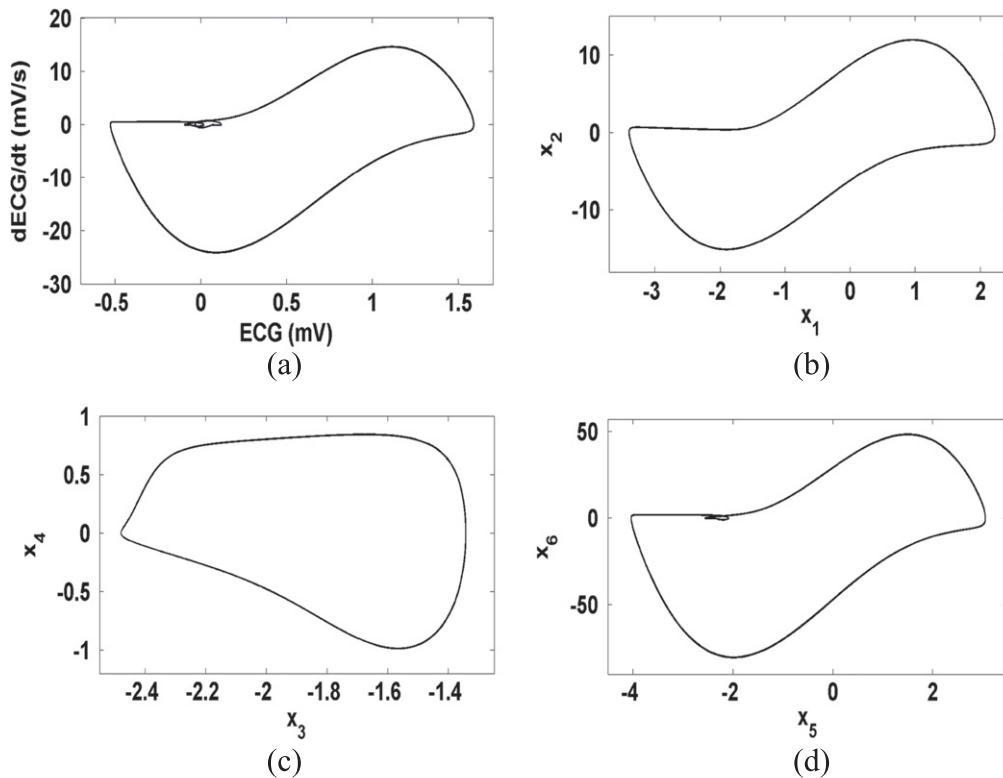 20
10
0
-10
-20
-30
dECG/dt (mV/s)
-0.5 0 0.5 1 1.5
ECG (mV)
(a)
10
0
-10
x2
-3 -2 -1 0 1 2
x1
(b)
1
0.5
0
-0.5
-1
x4
-2.4 -2.2 -2 -1.8 -1.6 -1.4
x3
(c)
50
0
-50
x6
-4 -2 0 2
x5
(d)